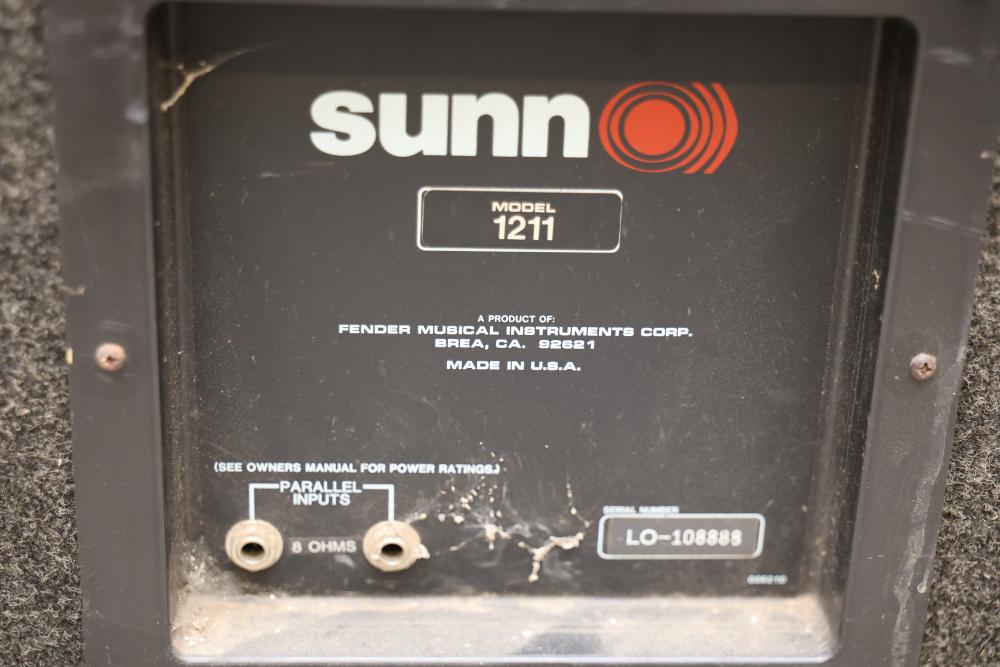 sunn
MODEL
1211
A PRODUCT OF:
FENDER MUSICAL INSTRUMENTS CORP.
BREA, CA. 92621
MADE IN U.S.A.
(SEE OWNERS MANUAL FOR POWER RATINGS.)
PARALLEL
INPUTS
8 OHMS
SERIAL NUMBER
LO-108888